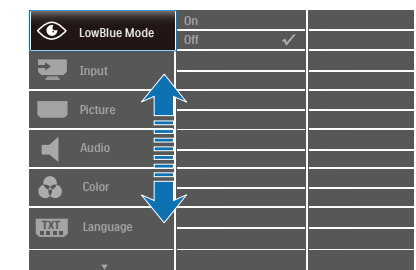 LowBlue Mode
On
Off
Input
Picture
Audio
Color
TXT
Language